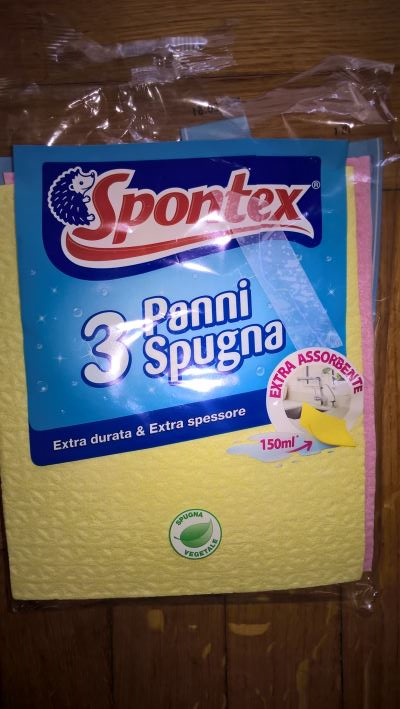 Spontex®
3 Panni
Spugna
EXTRA ASSORBENTE
150ml*
Extra durata & Extra spessore
SPUGNA
VEGETALE